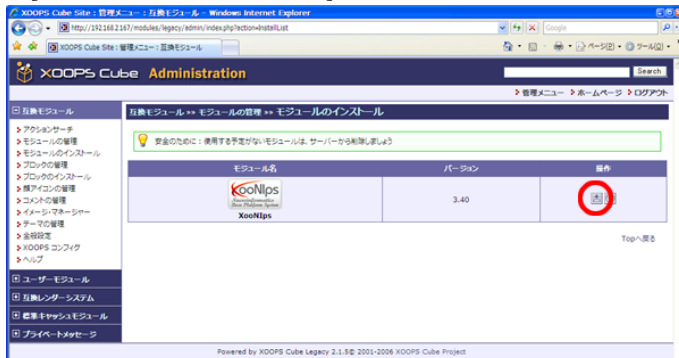 XOOPS Cube Site : 管理メニュー : 互換モジュール - Windows Internet Explorer
http://192.168.2.167/modules/legacy/admin/index.php?action=InstallList
Google
XOOPS Cube Site : 管理メニュー : 互換モジュール
ページ(P)
ツール(O)
XOOPS Cube Administration
Search
管理メニュー ホームページ ログアウト
互換モジュール
アクションサーチ
モジュールの管理
モジュールのインストール
ブロックの管理
ブロックのインストール
顔アイコンの管理
コメントの管理
イメージ・マネージャー
テーマの管理
全般設定
XOOPS コンフィグ
ヘルプ
ユーザーモジュール
互換レンダーシステム
標準キャッシュモジュール
プライベートメッセージ
互換モジュール »» モジュールの管理 »» モジュールのインストール
安全のために：使用する予定がないモジュールは、サーバーから削除しましょう
モジュール名 バージョン 操作
XooNIps
Neuroinformatics
Base Platform System
XooNIps
3.40
Topへ戻る
Powered by XOOPS Cube Legacy 2.1.5© 2001-2006 XOOPS Cube Project